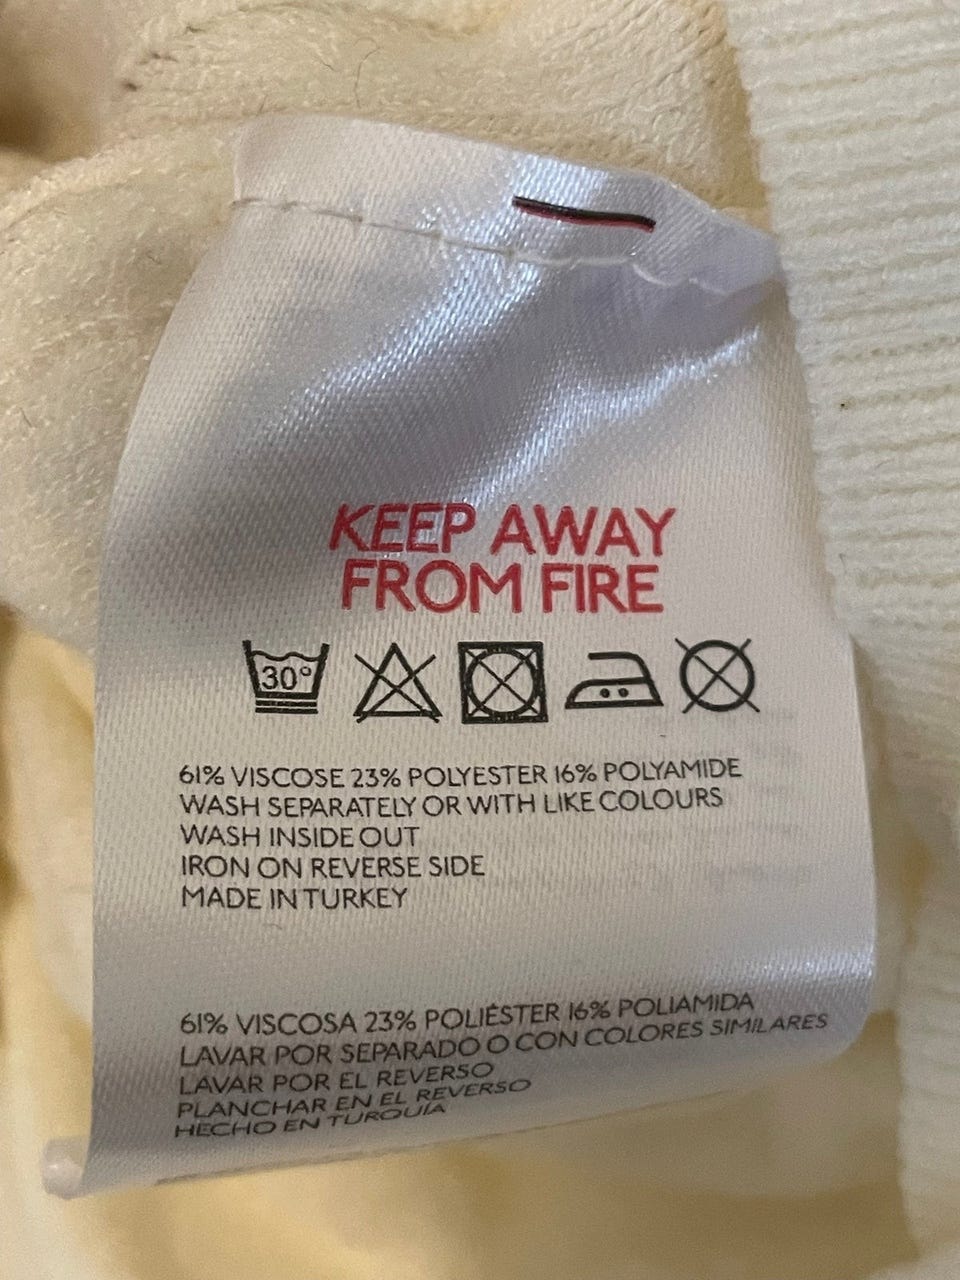 KEEP AWAY
FROM FIRE
30°
61% VISCOSE 23% POLYESTER 16% POLYAMIDE
WASH SEPARATELY OR WITH LIKE COLOURS
WASH INSIDE OUT
IRON ON REVERSE SIDE
MADE IN TURKEY
61% VISCOSA 23% POLIÉSTER 16% POLIAMIDA
LAVAR POR SEPARADO O CON COLORES SIMILARES
LAVAR POR EL REVERSO
PLANCHAR EN EL REVERSO
HECHO EN TURQUÍA